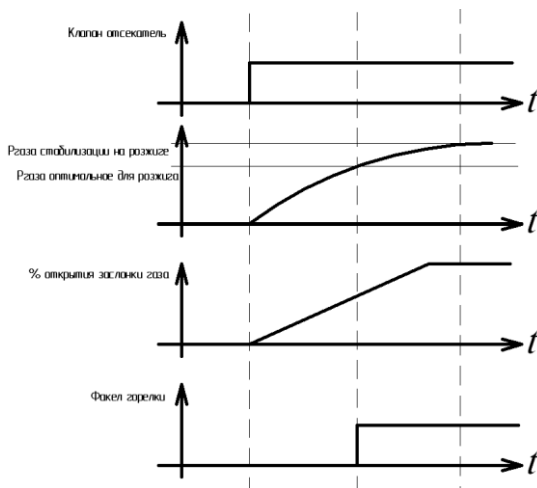 Клапан отсекатель
t
Pгаза стабилизации на розжиге
Pгаза оптимальное для розжига
t
% открытия заслонки газа
t
Факел горелки
t